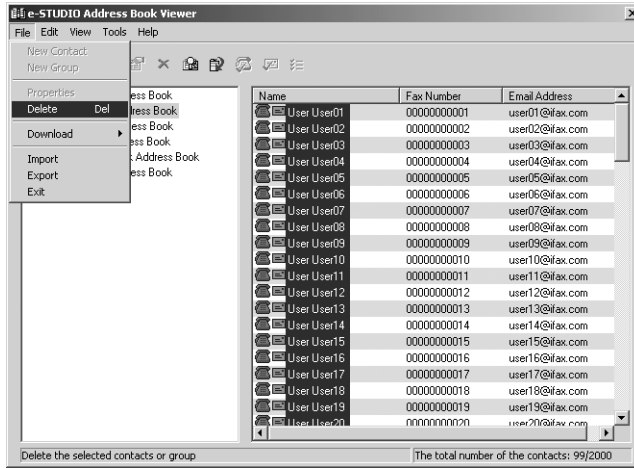 e-STUDIO Address Book Viewer
File Edit View Tools Help
New Contact
New Group
Properties
Delete Del
Download
Import
Export
Exit
ess Book
ress Book
ess Book
ess Book
Address Book
ess Book
Name Fax Number Email Address
User User01 00000000001 user01@ifax.com
User User02 00000000002 user02@ifax.com
User User03 00000000003 user03@ifax.com
User User04 00000000004 user04@ifax.com
User User05 00000000005 user05@ifax.com
User User06 00000000006 user06@ifax.com
User User07 00000000007 user07@ifax.com
User User08 00000000008 user08@ifax.com
User User09 00000000009 user09@ifax.com
User User10 00000000010 user10@ifax.com
User User11 00000000011 user11@ifax.com
User User12 00000000012 user12@ifax.com
User User13 00000000013 user13@ifax.com
User User14 00000000014 user14@ifax.com
User User15 00000000015 user15@ifax.com
User User16 00000000016 user16@ifax.com
User User17 00000000017 user17@ifax.com
User User18 00000000018 user18@ifax.com
User User19 00000000019 user19@ifax.com
User User20 00000000020 user20@ifax.com
Delete the selected contacts or group
The total number of the contacts: 99/2000